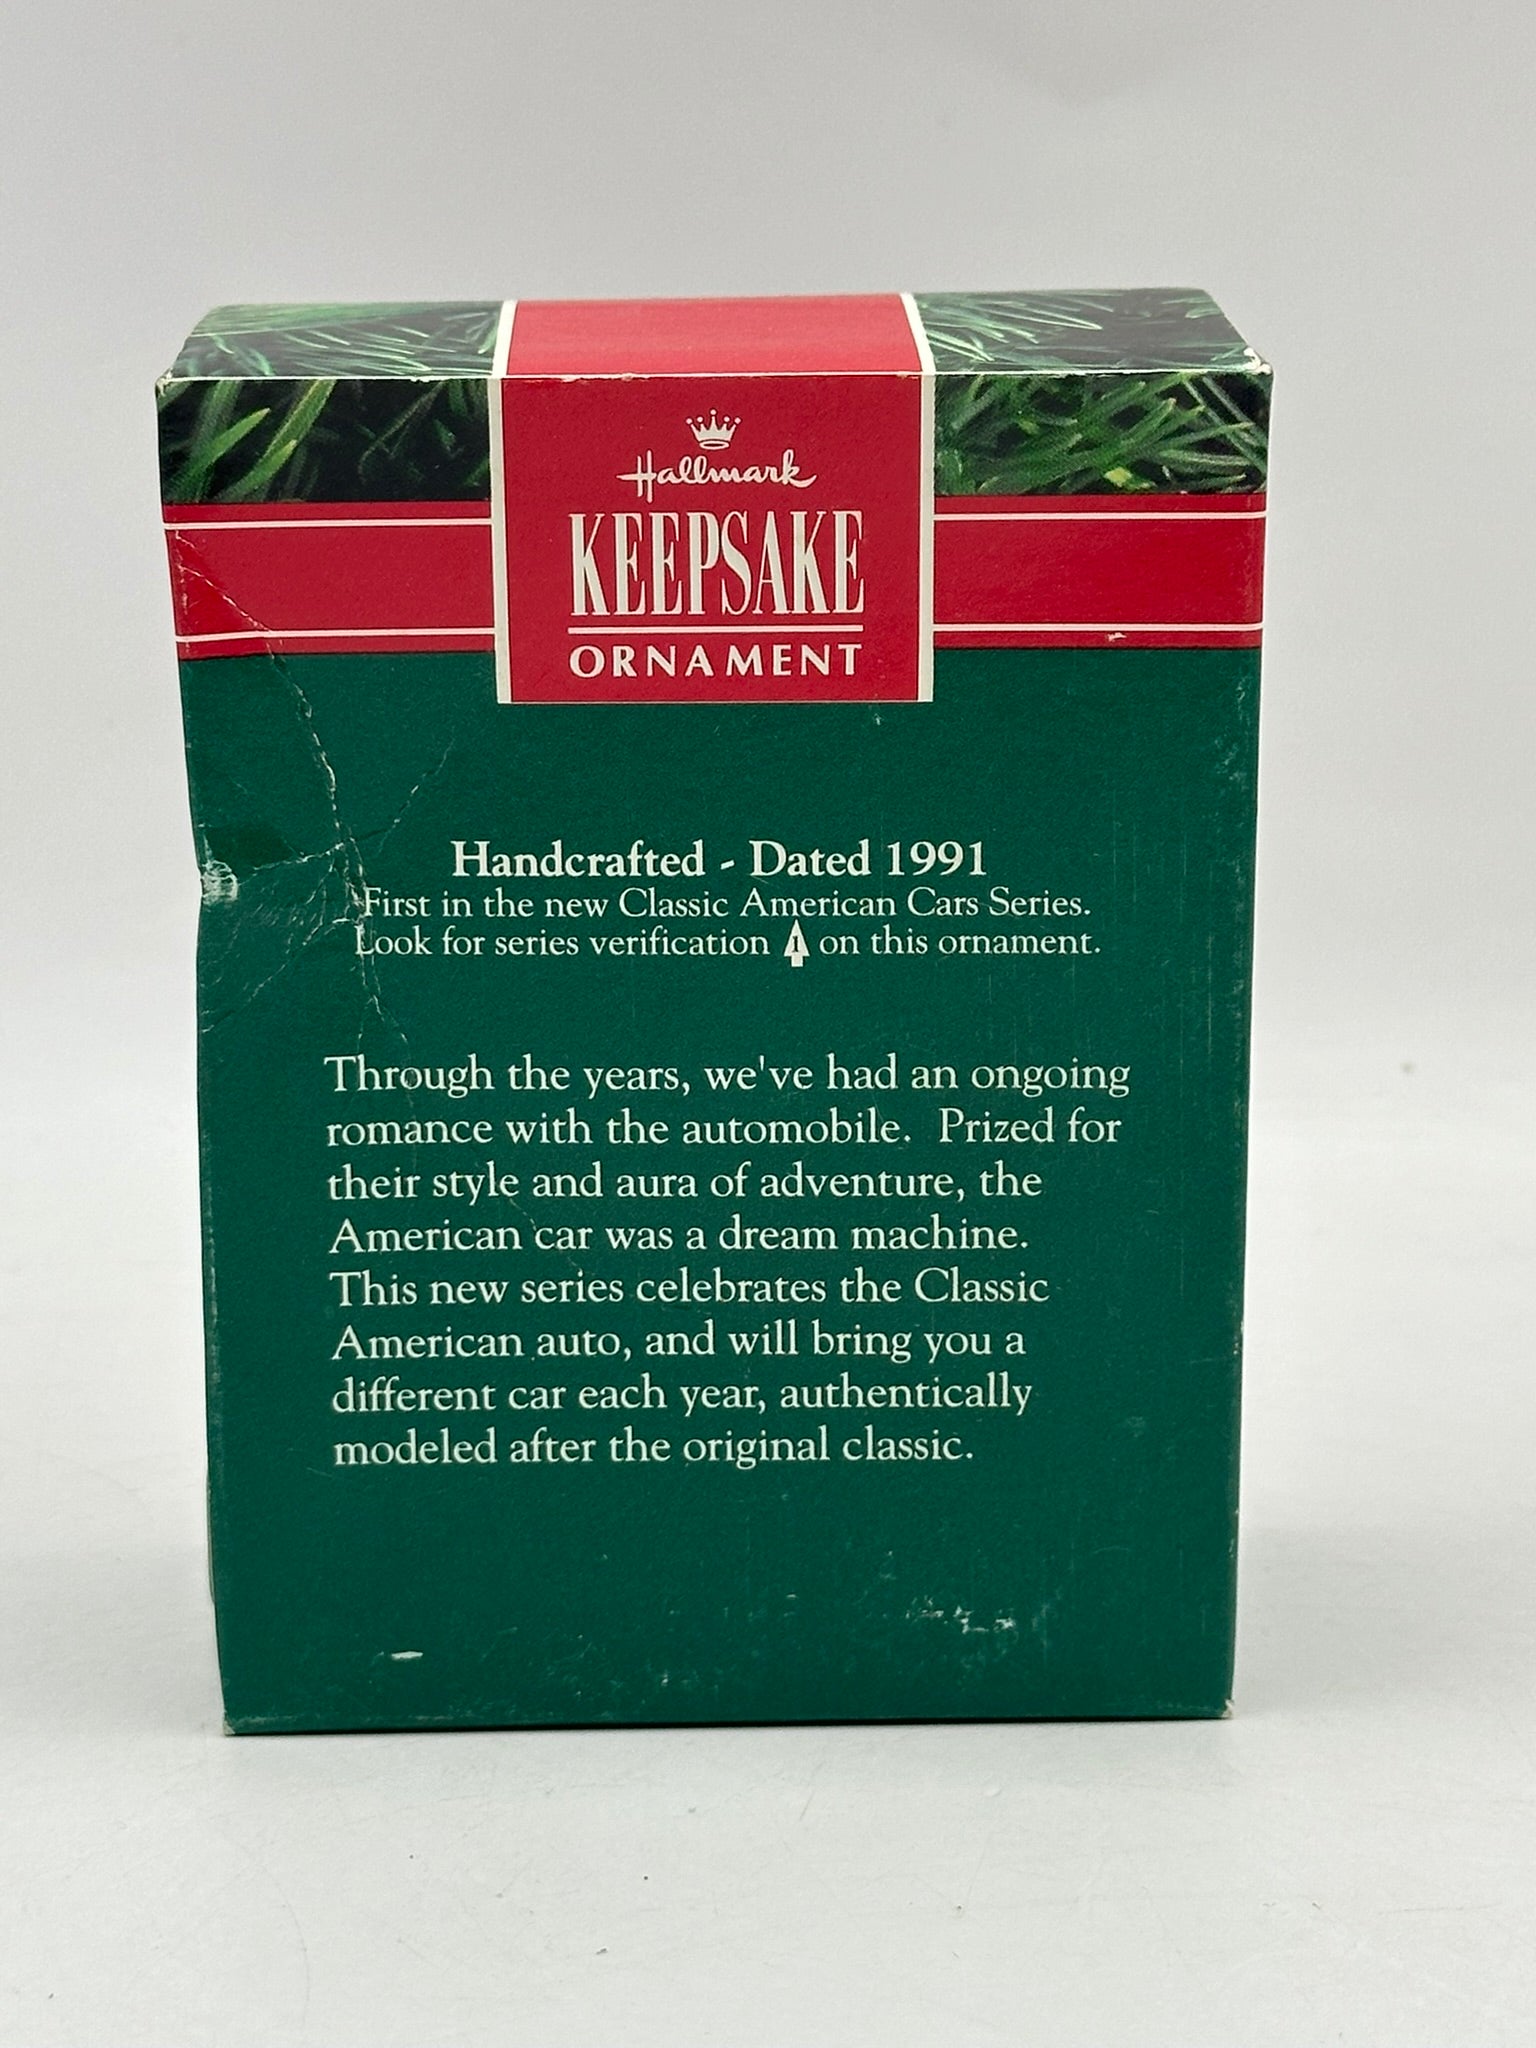 Hallmark
KEEPSAKE
ORNAMENT
Handcrafted - Dated 1991
First in the new Classic American Cars Series.
Look for series verification 1 on this ornament.
Through the years, we've had an ongoing
romance with the automobile. Prized for
their style and aura of adventure, the
American car was a dream machine.
This new series celebrates the Classic
American auto, and will bring you a
different car each year, authentically
modeled after the original classic.